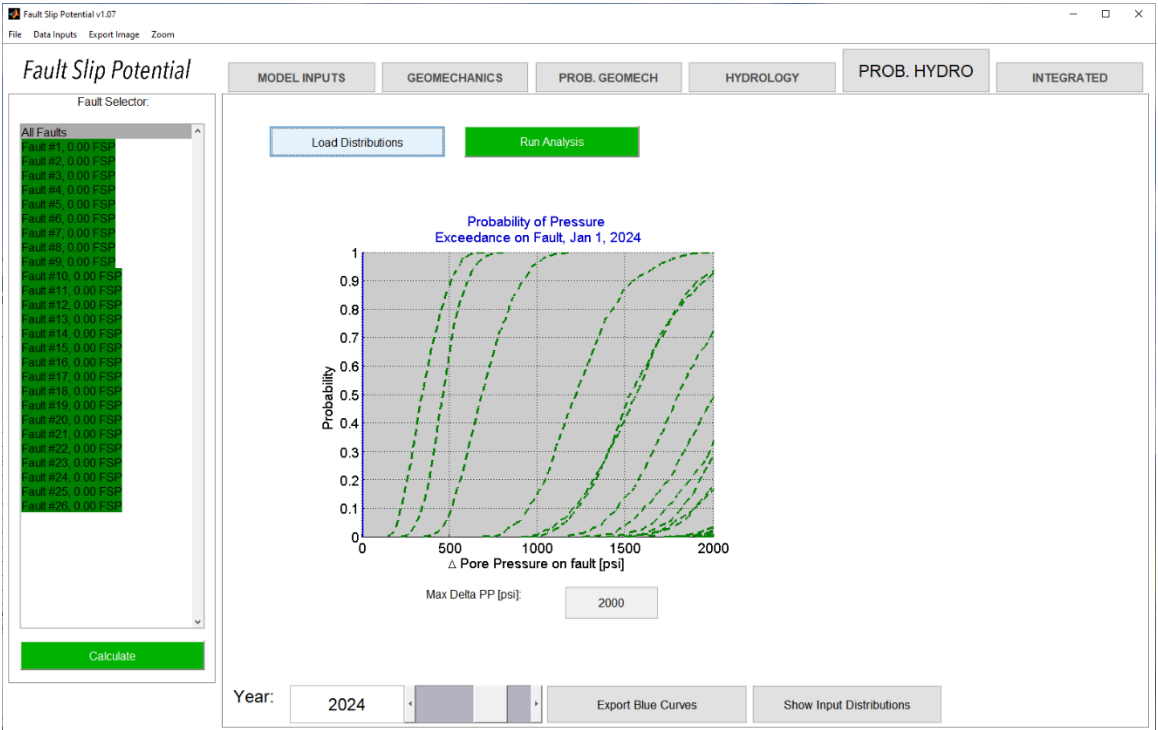 Fault Slip Potential v1.07
File Data Inputs Export Image Zoom
Fault Slip Potential
MODEL INPUTS GEOMECHANICS PROB. GEOMECH HYDROLOGY PROB. HYDRO INTEGRATED
Fault Selector:
All Faults
Fault #1, 0.00 FSP
Fault #2, 0.00 FSP
Fault #3, 0.00 FSP
Fault #4, 0.00 FSP
Fault #5, 0.00 FSP
Fault #6, 0.00 FSP
Fault #7, 0.00 FSP
Fault #8, 0.00 FSP
Fault #9, 0.00 FSP
Fault #10, 0.00 FSP
Fault #11, 0.00 FSP
Fault #12, 0.00 FSP
Fault #13, 0.00 FSP
Fault #14, 0.00 FSP
Fault #15, 0.00 FSP
Fault #16, 0.00 FSP
Fault #17, 0.00 FSP
Fault #18, 0.00 FSP
Fault #19, 0.00 FSP
Fault #20, 0.00 FSP
Fault #21, 0.00 FSP
Fault #22, 0.00 FSP
Fault #23, 0.00 FSP
Fault #24, 0.00 FSP
Fault #25, 0.00 FSP
Fault #26, 0.00 FSP
Calculate
Load Distributions Run Analysis
Probability of Pressure
Exceedance on Fault, Jan 1, 2024
1
0.9
0.8
0.7
0.6
0.5
0.4
0.3
0.2
0.1
0
Probability
0 500 1000 1500 2000
Δ Pore Pressure on fault [psi]
Max Delta PP [psi]: 2000
Year: 2024 Export Blue Curves Show Input Distributions